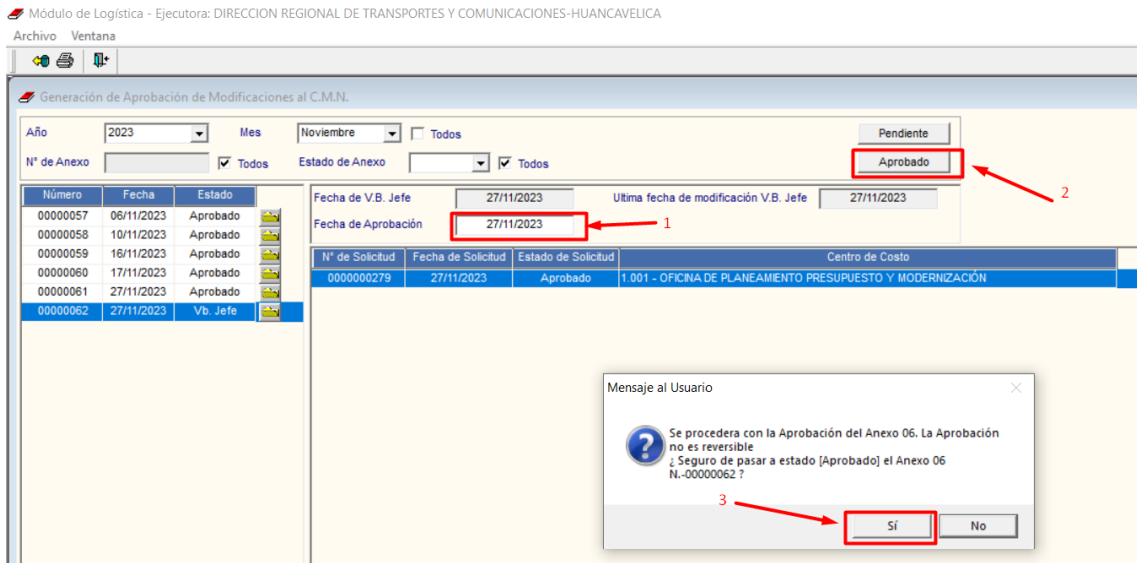 Módulo de Logística - Ejecutora: DIRECCION REGIONAL DE TRANSPORTES Y COMUNICACIONES-HUANCAVELICA
Archivo Ventana
Generación de Aprobación de Modificaciones al C.M.N.
Año 2023 Mes Noviembre Todos Pendiente
N° de Anexo Todos Estado de Anexo Todos Aprobado
2
Número Fecha Estado
00000057 06/11/2023 Aprobado
00000058 10/11/2023 Aprobado
00000059 16/11/2023 Aprobado
00000060 17/11/2023 Aprobado
00000061 27/11/2023 Aprobado
00000062 27/11/2023 Vb. Jefe
Fecha de V.B. Jefe 27/11/2023 Ultima fecha de modificación V.B. Jefe 27/11/2023
Fecha de Aprobación 27/11/2023 1
N° de Solicitud Fecha de Solicitud Estado de Solicitud Centro de Costo
0000000279 27/11/2023 Aprobado 1.001 - OFICINA DE PLANEAMIENTO PRESUPUESTO Y MODERNIZACIÓN
Mensaje al Usuario
Se procedera con la Aprobación del Anexo 06. La Aprobación
no es reversible
¿ Seguro de pasar a estado [Aprobado] el Anexo 06
N.-00000062 ?
3
Sí No